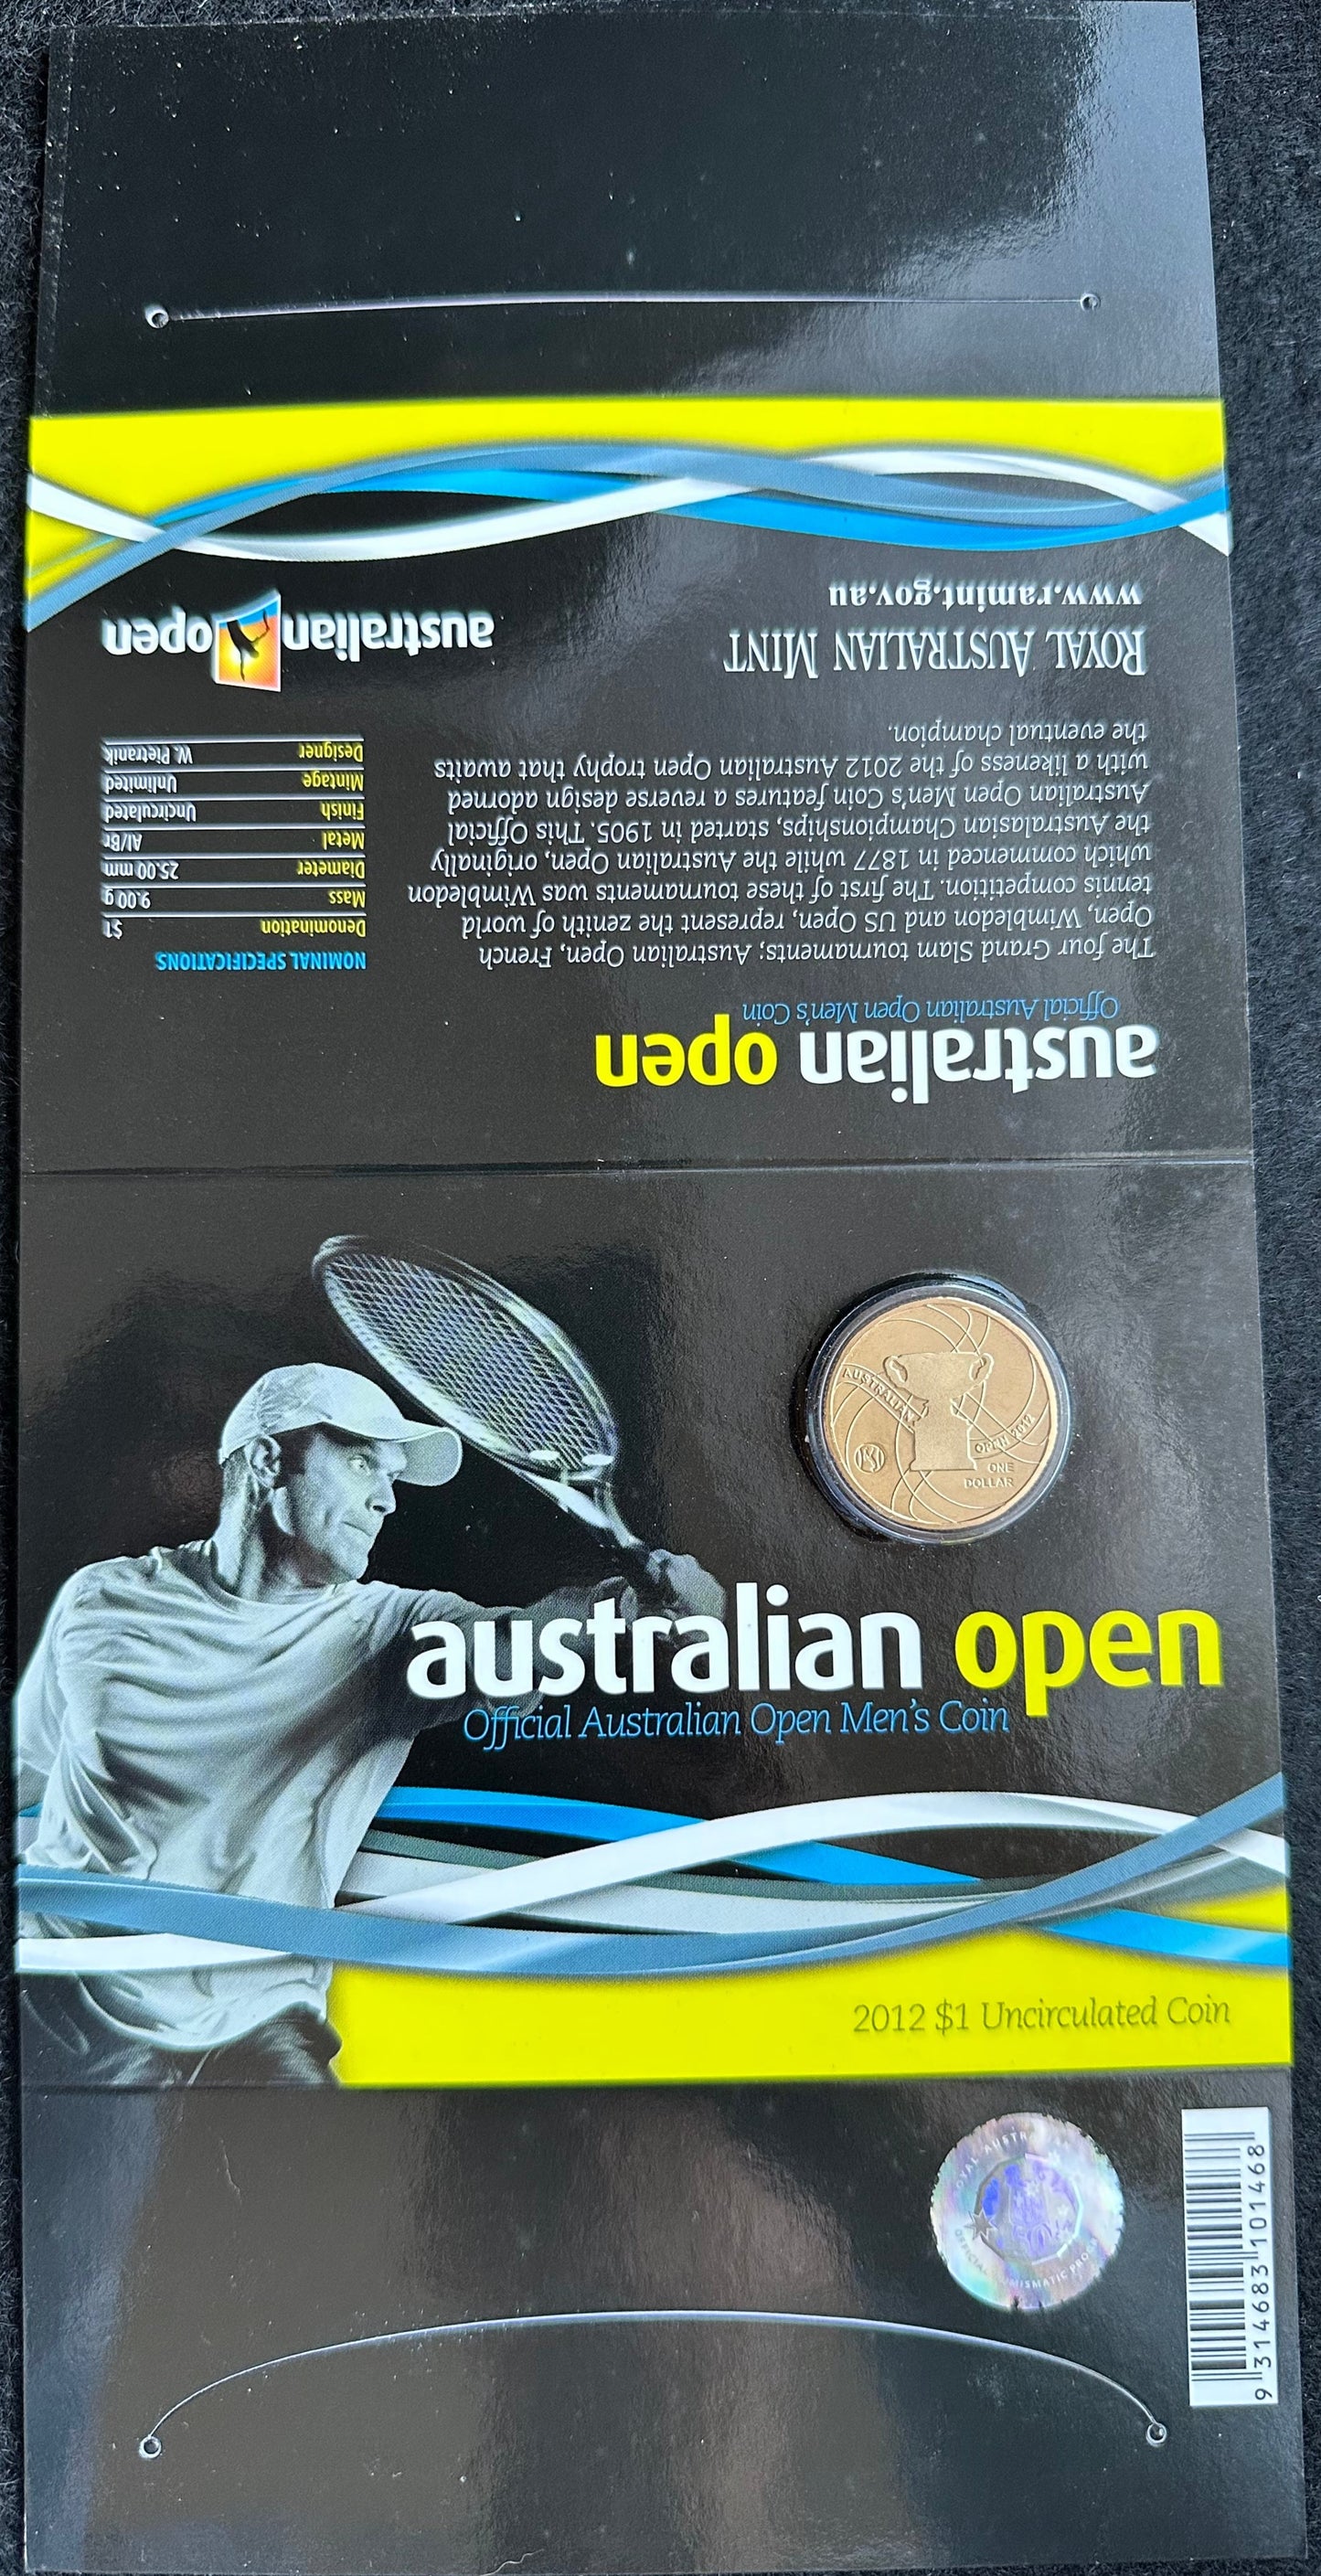 australian open
Official Australian Open Men's Coin
The four Grand Slam tournaments; Australian Open, French
Open, Wimbledon and US Open, represent the zenith of world
tennis competition. The first of these tournaments was Wimbledon
which commenced in 1877 while the Australian Open, originally
the Australasian Championships, started in 1905. This Official
Australian Open Men's Coin features a reverse design adorned
with a likeness of the 2012 Australian Open trophy that awaits
the eventual champion.
NOMINAL SPECIFICATIONS
Denomination $1
Mass 9.00 g
Diameter 25.00 mm
Metal Al/Br
Finish Uncirculated
Mintage Unlimited
Designer W. Pietranik
ROYAL AUSTRALIAN MINT
www.ramint.gov.au
australian open
AUSTRALIAN
OPEN 2012
ONE
DOLLAR
australian open
Official Australian Open Men's Coin
2012 $1 Uncirculated Coin
9 314683 101468